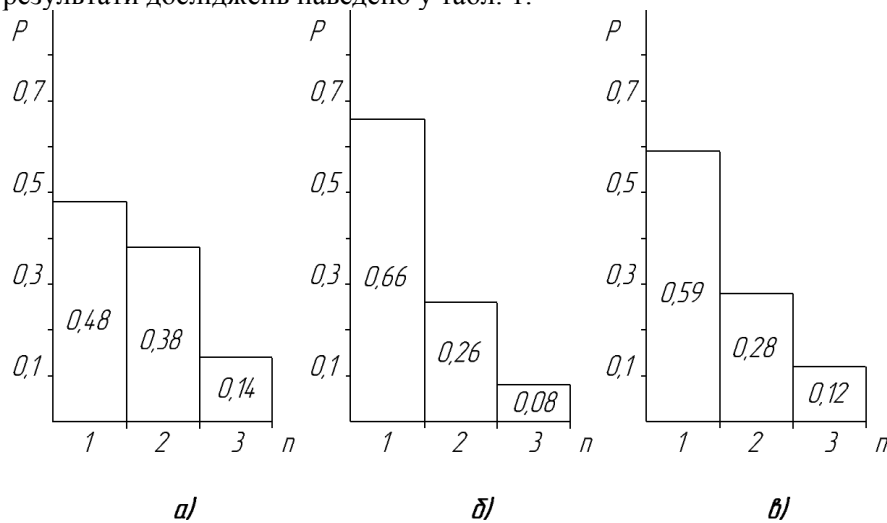 результати досліджень наведено у табл. 1.
P P P
0,7 0,7 0,7
0,5 0,5 0,5
0,3 0,3 0,3
0,1 0,1 0,1
0,48 0,38 0,14
0,66 0,26 0,08
0,59 0,28 0,12
1 2 3 n 1 2 3 n 1 2 3 n
а) б) в)